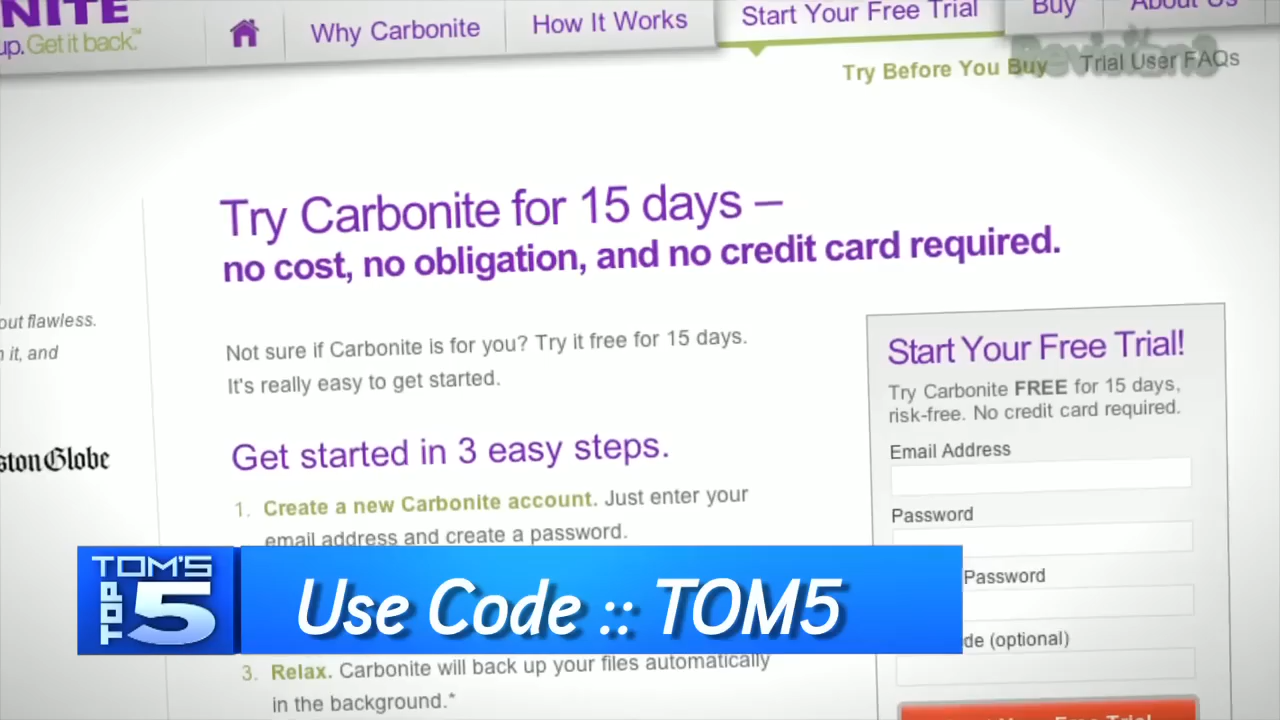 NITE
up. Get it back.™
Why Carbonite
How It Works
Start Your Free Trial
Buy
About Us
Try Before You Buy
Trial User FAQs
Revision3
Try Carbonite for 15 days –
no cost, no obligation, and no credit card required.
out flawless.
it, and
ston Globe
Not sure if Carbonite is for you? Try it free for 15 days.
It's really easy to get started.
Get started in 3 easy steps.
1. Create a new Carbonite account. Just enter your
email address and create a password.
3. Relax. Carbonite will back up your files automatically
in the background.*
Start Your Free Trial!
Try Carbonite FREE for 15 days,
risk-free. No credit card required.
Email Address
Password
Password
de (optional)
Your Free Trial
TOM'S
TOP 5
Use Code :: TOM5